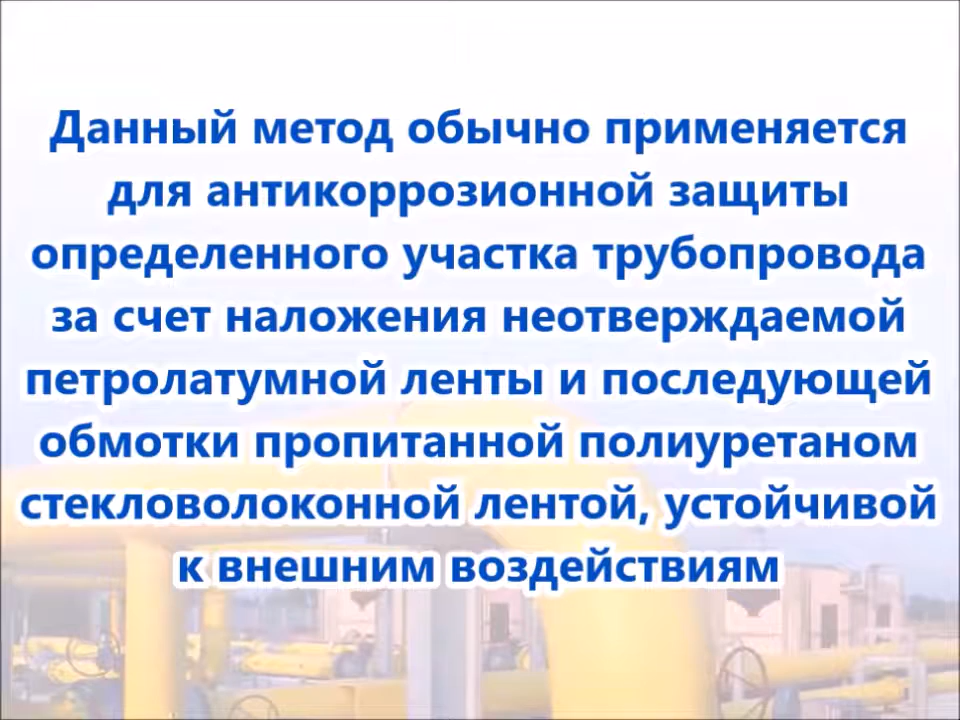 Данный метод обычно применяется
для антикоррозионной защиты
определенного участка трубопровода
за счет наложения неотверждаемой
петролатумной ленты и последующей
обмотки пропитанной полиуретаном
стекловолоконной лентой, устойчивой
к внешним воздействиям